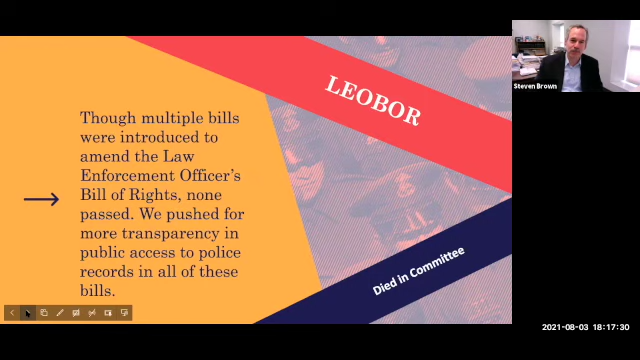 LEOBOR
Though multiple bills
were introduced to
amend the Law
Enforcement Officer's
Bill of Rights, none
passed. We pushed for
more transparency in
public access to police
records in all of these
bills.
Died in Committee
Steven Brown
2021-08-03 18:17:30